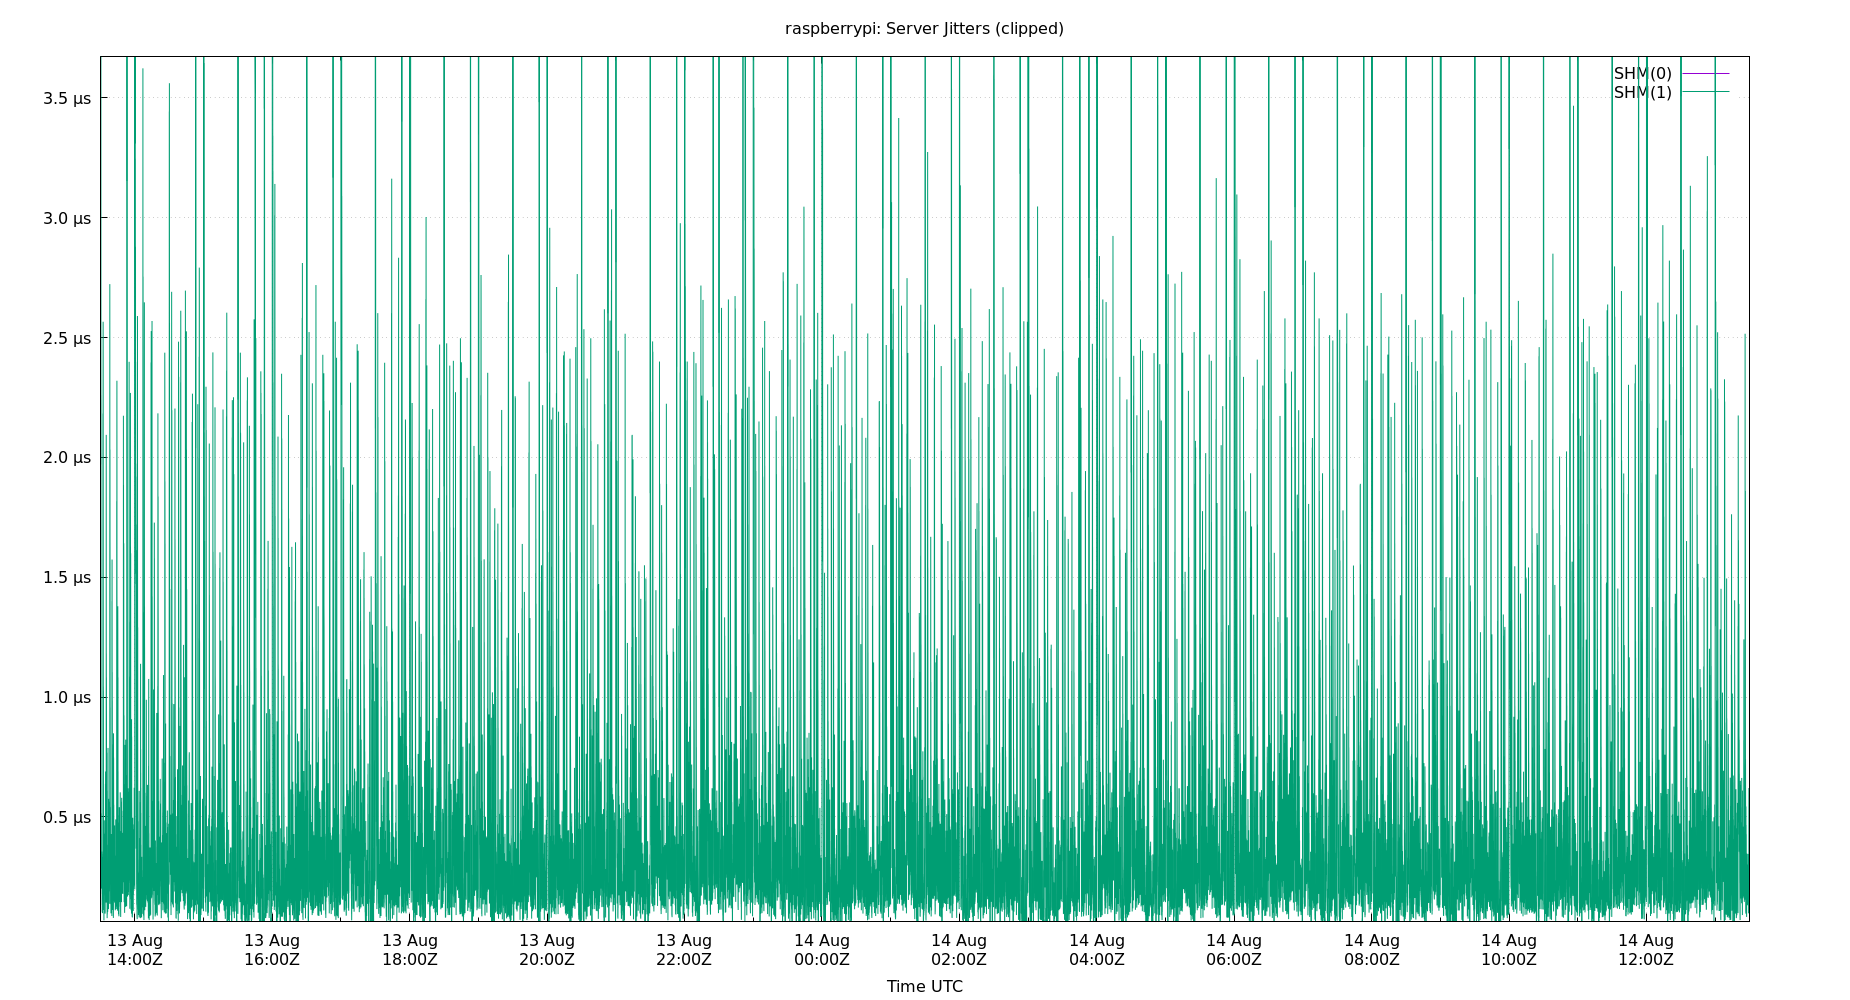 raspberrypi: Server Jitters (clipped)
SHM(0)
SHM(1)
3.5 µs
3.0 µs
2.5 µs
2.0 µs
1.5 µs
1.0 µs
0.5 µs
13 Aug 13 Aug 13 Aug 13 Aug 13 Aug 14 Aug 14 Aug 14 Aug 14 Aug 14 Aug 14 Aug 14 Aug
14:00Z 16:00Z 18:00Z 20:00Z 22:00Z 00:00Z 02:00Z 04:00Z 06:00Z 08:00Z 10:00Z 12:00Z
Time UTC